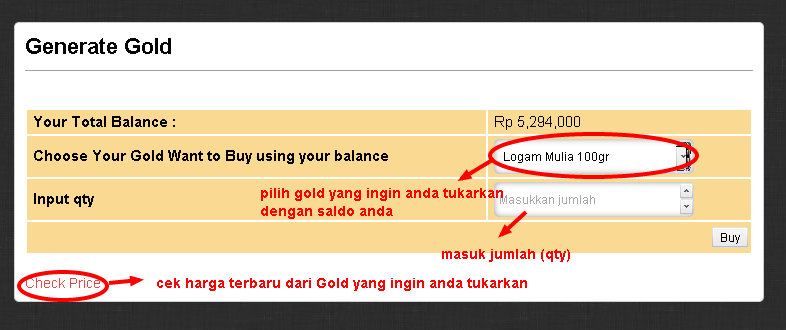 Generate Gold
Your Total Balance :
Rp 5,294,000
Choose Your Gold Want to Buy using your balance
Logam Mulia 100gr
pilih gold yang ingin anda tukarkan
dengan saldo anda
Input qty
Masukkan jumlah
Buy
masuk jumlah (qty)
Check Price
cek harga terbaru dari Gold yang ingin anda tukarkan